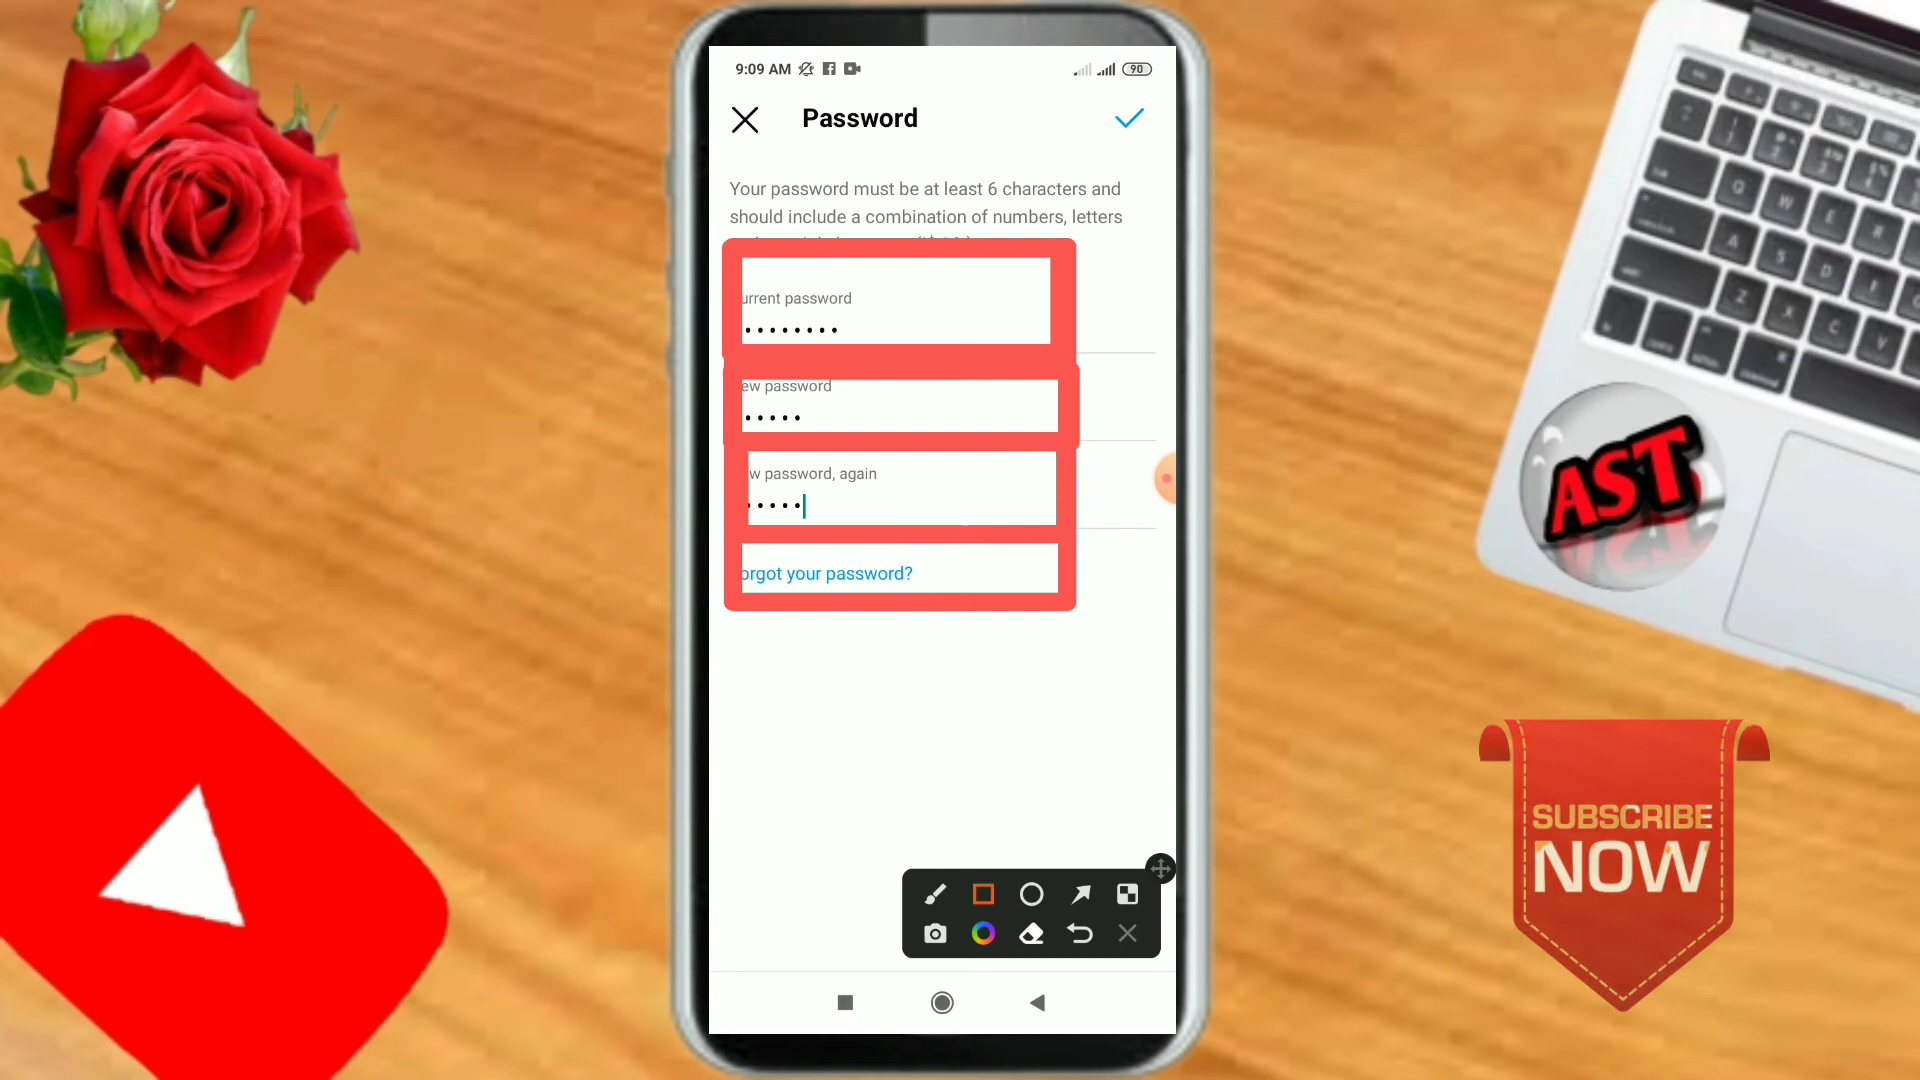 9:09 AM
90
Password
Your password must be at least 6 characters and
should include a combination of numbers, letters
urrent password
ew password
w password, again
orgot your password?
AST
SUBSCRIBE
NOW
Q W E R
A S D F
Z X C V